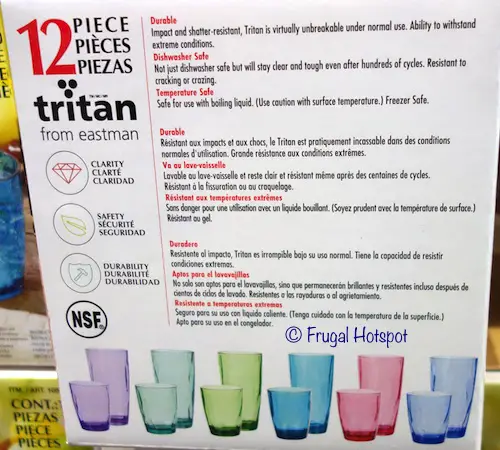 12 PIECE
PIÈCES
PIEZAS
tritan
TM/MC/MR
from eastman
CLARITY
CLARTÉ
CLARIDAD
SAFETY
SÉCURITÉ
SEGURIDAD
DURABILITY
DURABILITÉ
DURABILIDAD
NSF
Durable
Impact and shatter-resistant, Tritan is virtually unbreakable under normal use. Ability to withstand
extreme conditions.
Dishwasher Safe
Not just dishwasher safe but will stay clear and tough even after hundreds of cycles. Resistant to
cracking or crazing.
Temperature Safe
Safe for use with boiling liquid. (Use caution with surface temperature.) Freezer Safe.
Durable
Résistant aux impacts et aux chocs, le Tritan est pratiquement incassable dans des conditions
normales d'utilisation. Grande résistance aux conditions extrêmes.
Va au lave-vaisselle
Lavable au lave-vaisselle et reste clair et résistant même après des centaines de cycles.
Résistant à la fissuration ou au craquelage.
Résistant aux températures extrêmes
Sans danger pour une utilisation avec un liquide bouillant. (Soyez prudent avec la température de surface.)
Résistant au gel.
Duradera
Resistente al impacto, Tritan es irrompible bajo su uso normal. Tiene la capacidad de resistir
condiciones extremas.
Aptos para el lavavajillas
No solo son aptos para el lavavajillas, sino que permanecerán brillantes y resistentes incluso después de
cientos de ciclos de lavado. Resistentes a las rayaduras o al agrietamiento.
Resistente a temperaturas extremas
Seguro para su uso con líquido caliente. (Tenga cuidado con la temperatura de la superficie.)
Apto para su uso en el congelador.
© Frugal Hotspot
CONT:
PIEZAS
PIECE
PIÈCES